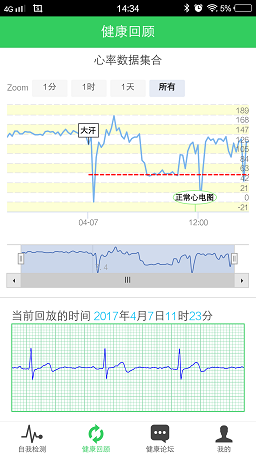 4G 14:34 5%
健康回顾
心率数据集合
Zoom 1分 1时 1天 所有
189
168
147
126
105
84
63
42
21
0
-21
大汗
正常心电图
04-07 12:00
4
当前回放的时间 2017年4月7日11时23分
自我检测 健康回顾 健康论坛 我的